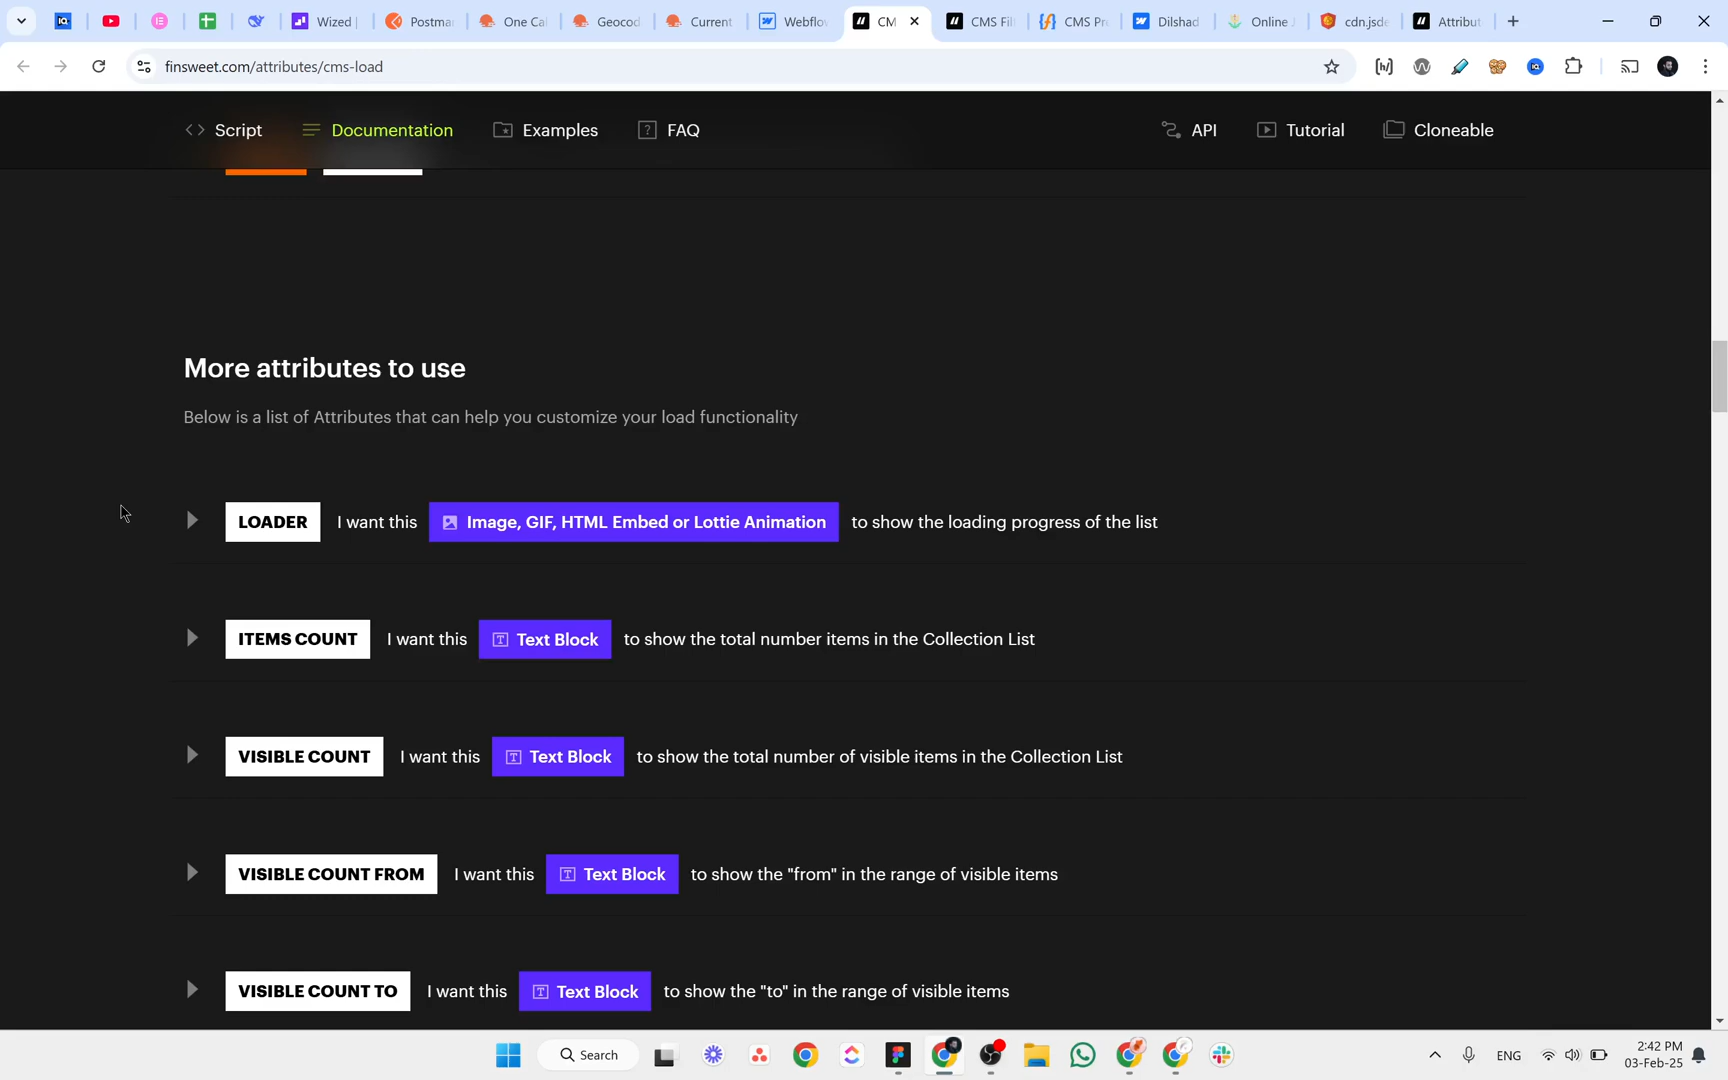 Wized |
Postma
One Ca
Geocod
Current
Webflo
CM
CMS Fil
CMS Pr
Dilshad
Online
cdn.jsde
Attribut
finsweet.com/attributes/cms-load
Script
Documentation
Examples
FAQ
API
Tutorial
Cloneable
More attributes to use
Below is a list of Attributes that can help you customize your load functionality
LOADER I want this Image, GIF, HTML Embed or Lottie Animation to show the loading progress of the list
ITEMS COUNT I want this Text Block to show the total number items in the Collection List
VISIBLE COUNT I want this Text Block to show the total number of visible items in the Collection List
VISIBLE COUNT FROM I want this Text Block to show the "from" in the range of visible items
VISIBLE COUNT TO I want this Text Block to show the "to" in the range of visible items
Search
ENG
2:42 PM
03-Feb-25